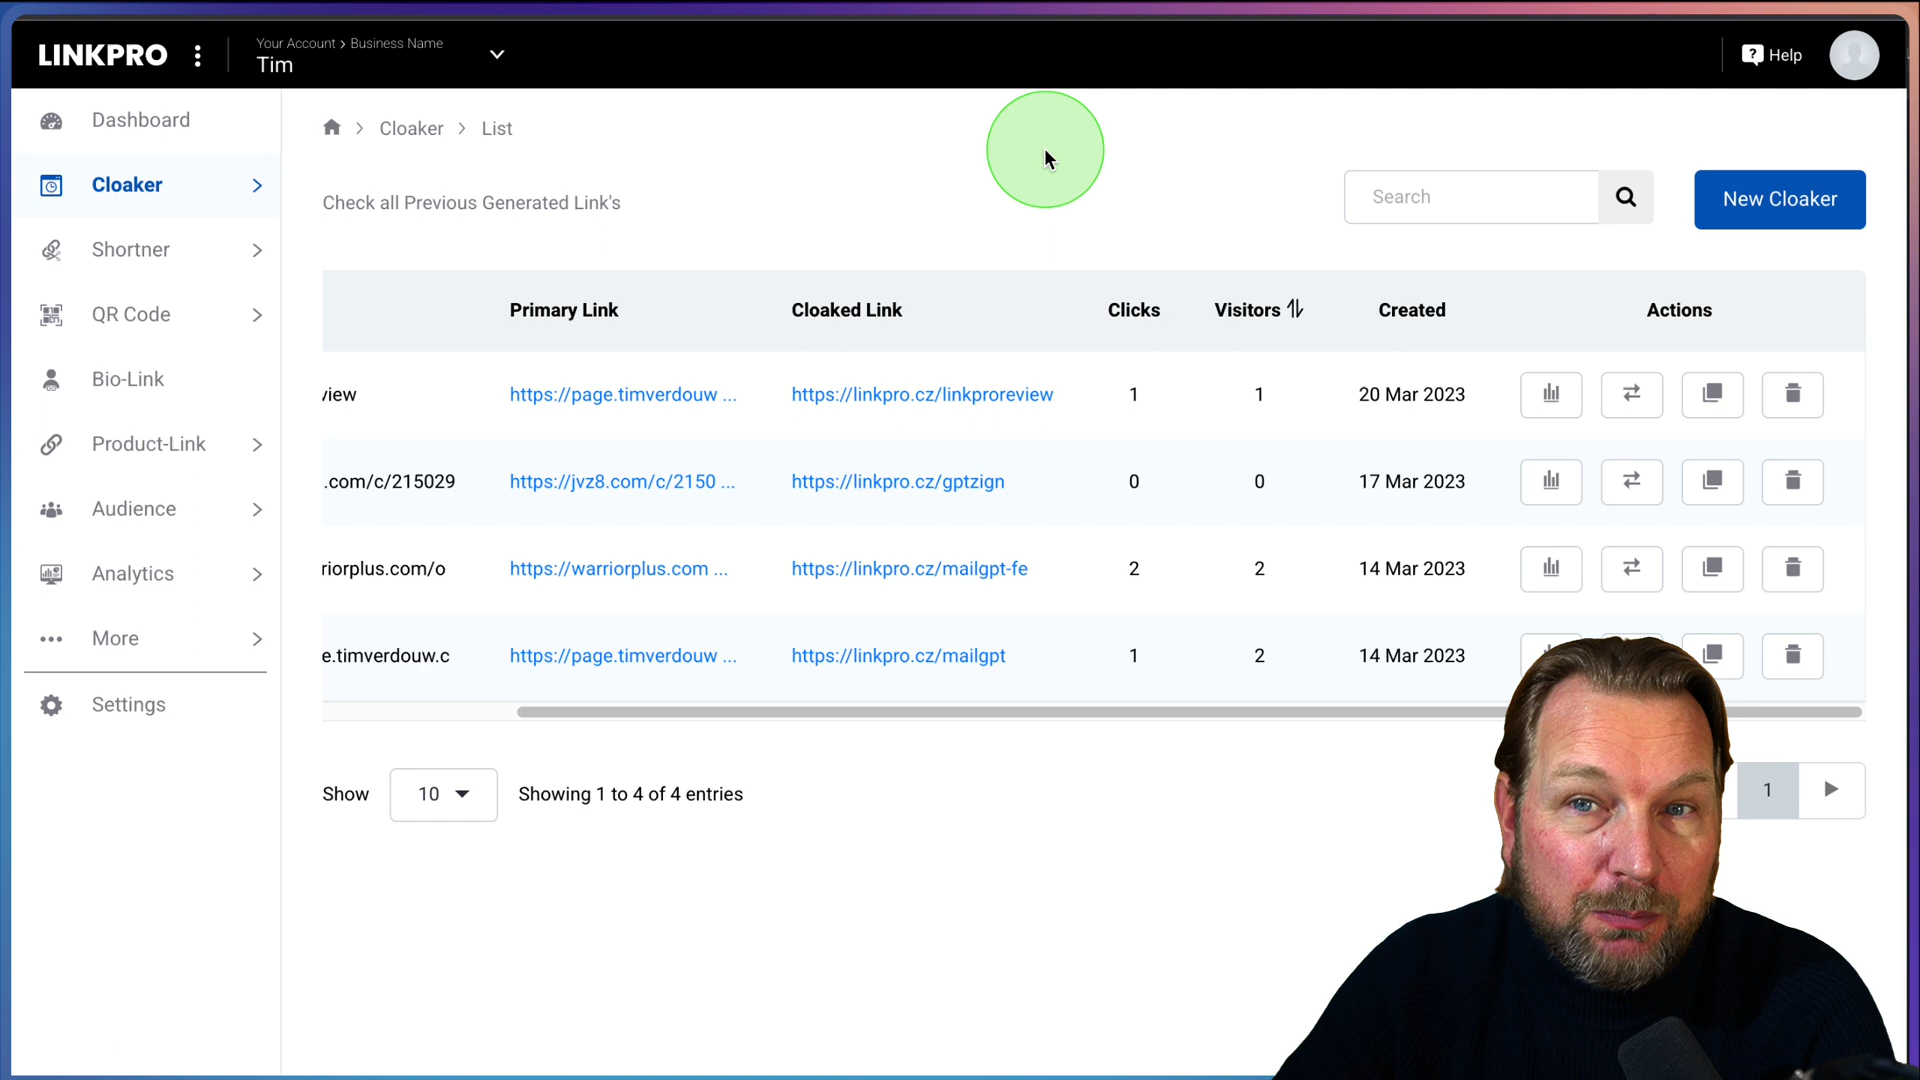 LINKPRO
Your Account > Business Name
Tim
Help
Dashboard
Cloaker
Shortner
QR Code
Bio-Link
Product-Link
Audience
Analytics
More
Settings
Cloaker > List
Check all Previous Generated Link's
Search
New Cloaker
Primary Link Cloaked Link Clicks Visitors Created Actions
view https://page.timverdouw ... https://linkpro.cz/linkproreview 1 1 20 Mar 2023
.com/c/215029 https://jvz8.com/c/2150 ... https://linkpro.cz/gptzign 0 0 17 Mar 2023
riorplus.com/o https://warriorplus.com ... https://linkpro.cz/mailgpt-fe 2 2 14 Mar 2023
e.timverdouw.c https://page.timverdouw ... https://linkpro.cz/mailgpt 1 2 14 Mar 2023
Show 10 Showing 1 to 4 of 4 entries
1